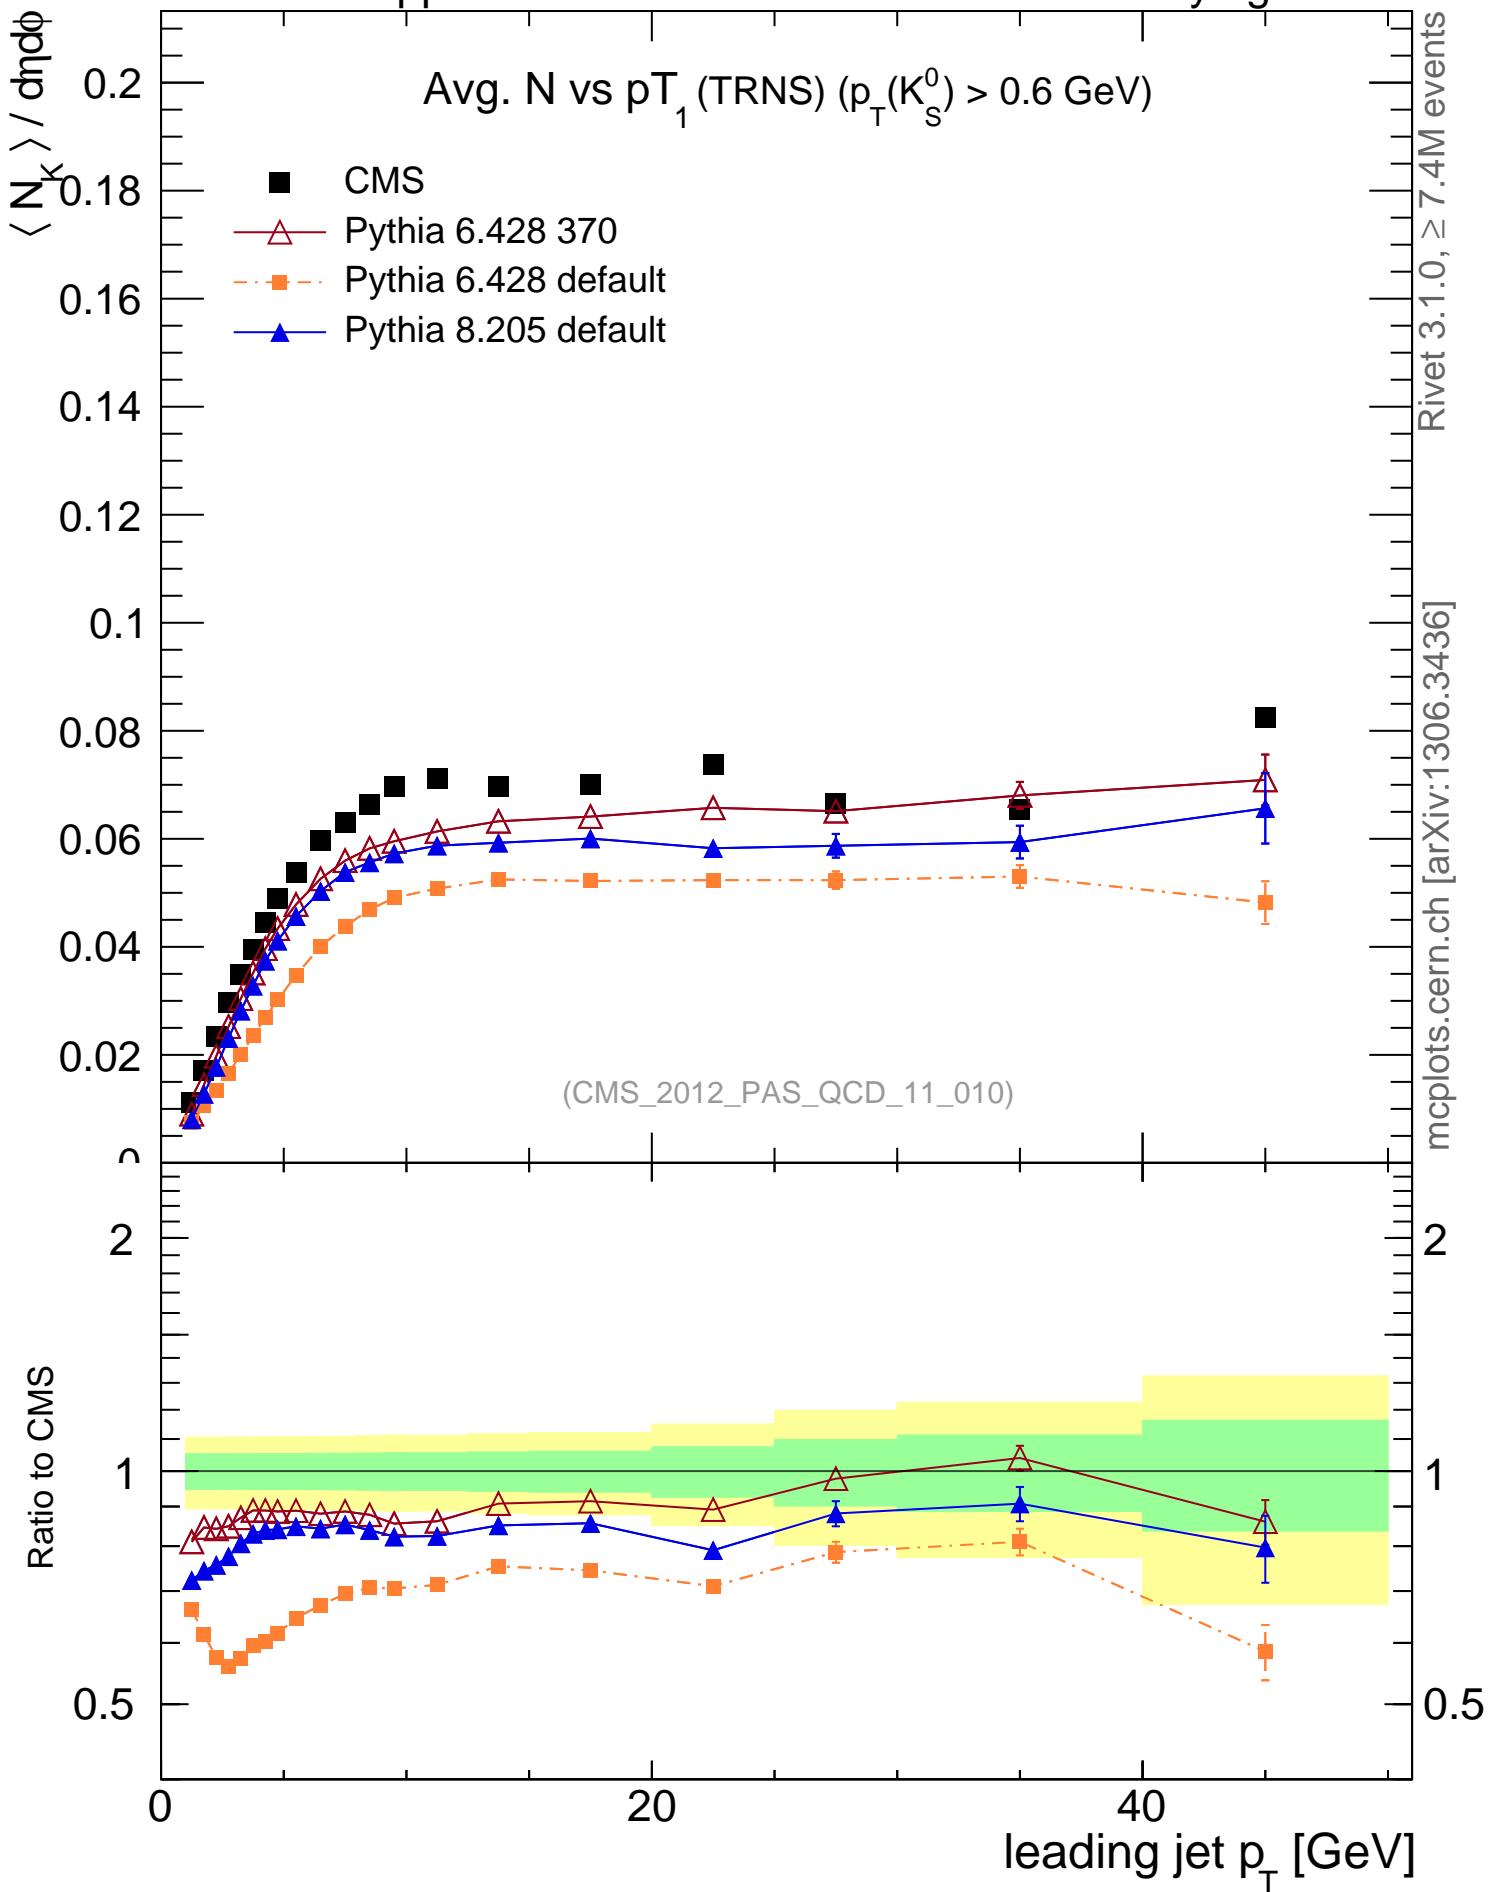 pp
Avg. N vs pT1 (TRNS) (pT(K0S) > 0.6 GeV)
⟨ NK ⟩ / dηdϕ
CMS
Pythia 6.428 370
Pythia 6.428 default
Pythia 8.205 default
0.2
0.18
0.16
0.14
0.12
0.1
0.08
0.06
0.04
0.02
0
(CMS_2012_PAS_QCD_11_010)
Rivet 3.1.0, ≥ 7.4M events
mcplots.cern.ch [arXiv:1306.3436]
Ratio to CMS
2
1
0.5
2
1
0.5
0
20
40
leading jet pT [GeV]